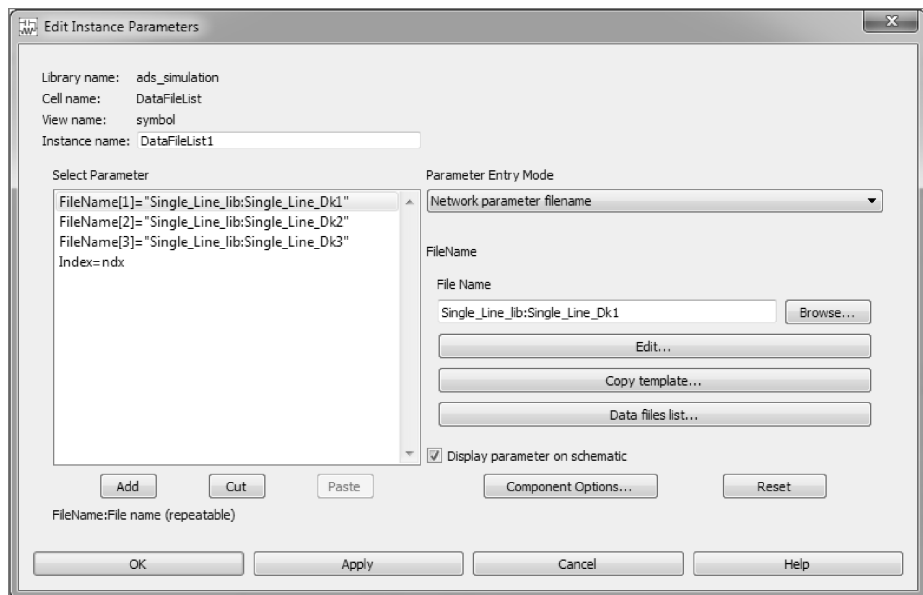 Edit Instance Parameters
Library name: ads_simulation
Cell name: DataFileList
View name: symbol
Instance name: DataFileList1
Select Parameter
FileName[1]="Single_Line_lib:Single_Line_Dk1"
FileName[2]="Single_Line_lib:Single_Line_Dk2"
FileName[3]="Single_Line_lib:Single_Line_Dk3"
Index=ndx
Add
Cut
Paste
FileName:File name (repeatable)
Parameter Entry Mode
Network parameter filename
FileName
File Name
Single_Line_lib:Single_Line_Dk1
Browse...
Edit...
Copy template...
Data files list...
Display parameter on schematic
Component Options...
Reset
OK
Apply
Cancel
Help